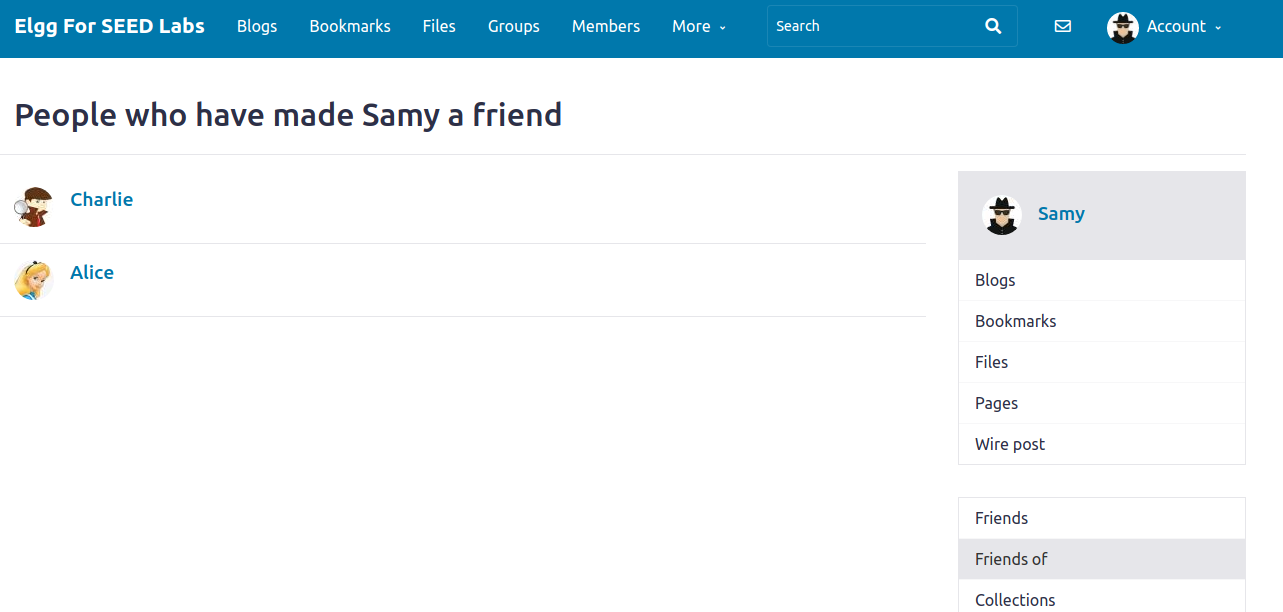 Elgg For SEED Labs Blogs Bookmarks Files Groups Members More Search Account
People who have made Samy a friend
Charlie
Alice
Samy
Blogs
Bookmarks
Files
Pages
Wire post
Friends
Friends of
Collections